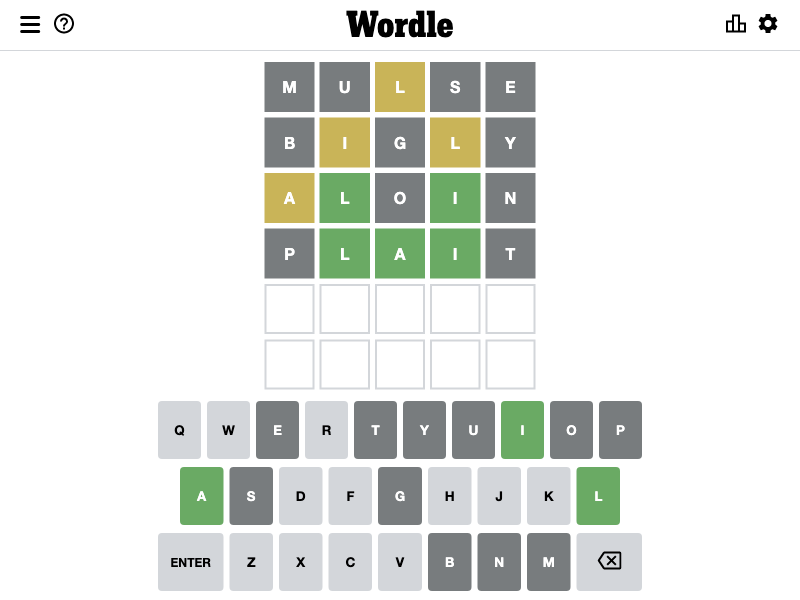 Wordle
M U L S E
B I G L Y
A L O I N
P L A I T
Q W E R T Y U I O P
A S D F G H J K L
ENTER Z X C V B N M